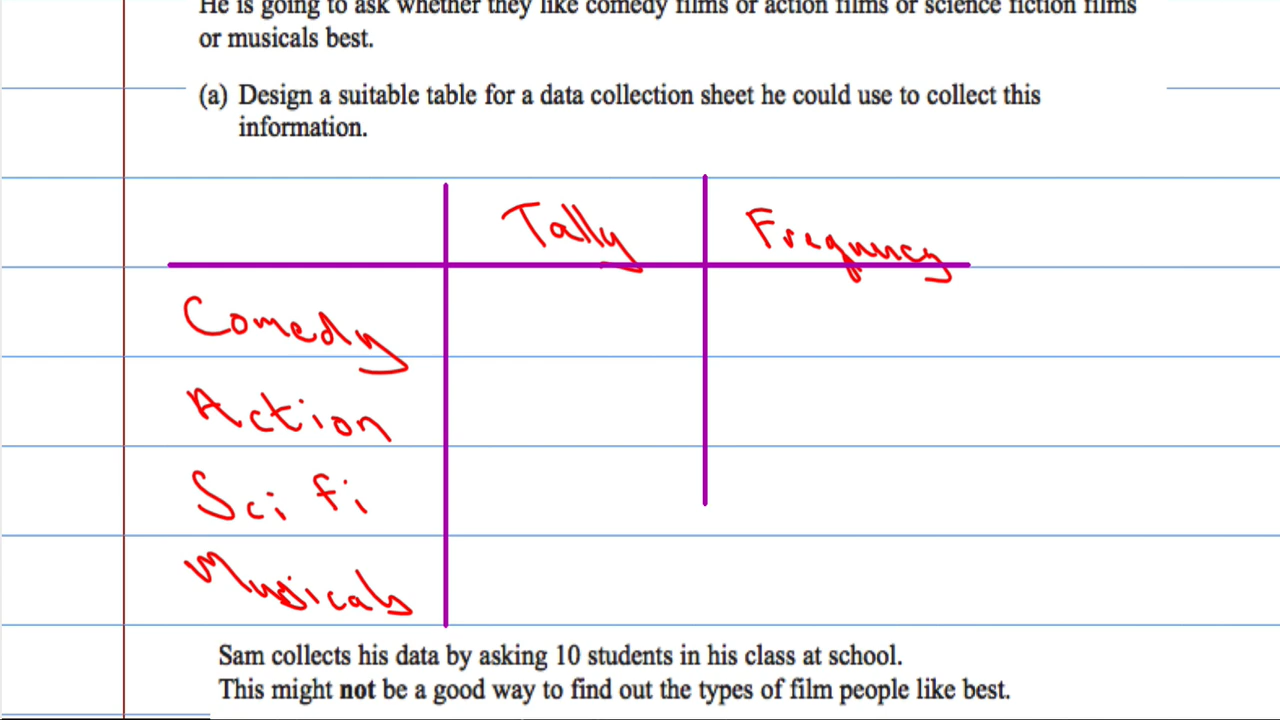 He is going to ask whether they like comedy films or action films or science fiction films
or musicals best.
(a) Design a suitable table for a data collection sheet he could use to collect this
information.
Tally Frequency
Comedy
Action
Sci fi
Musicals
Sam collects his data by asking 10 students in his class at school.
This might not be a good way to find out the types of film people like best.